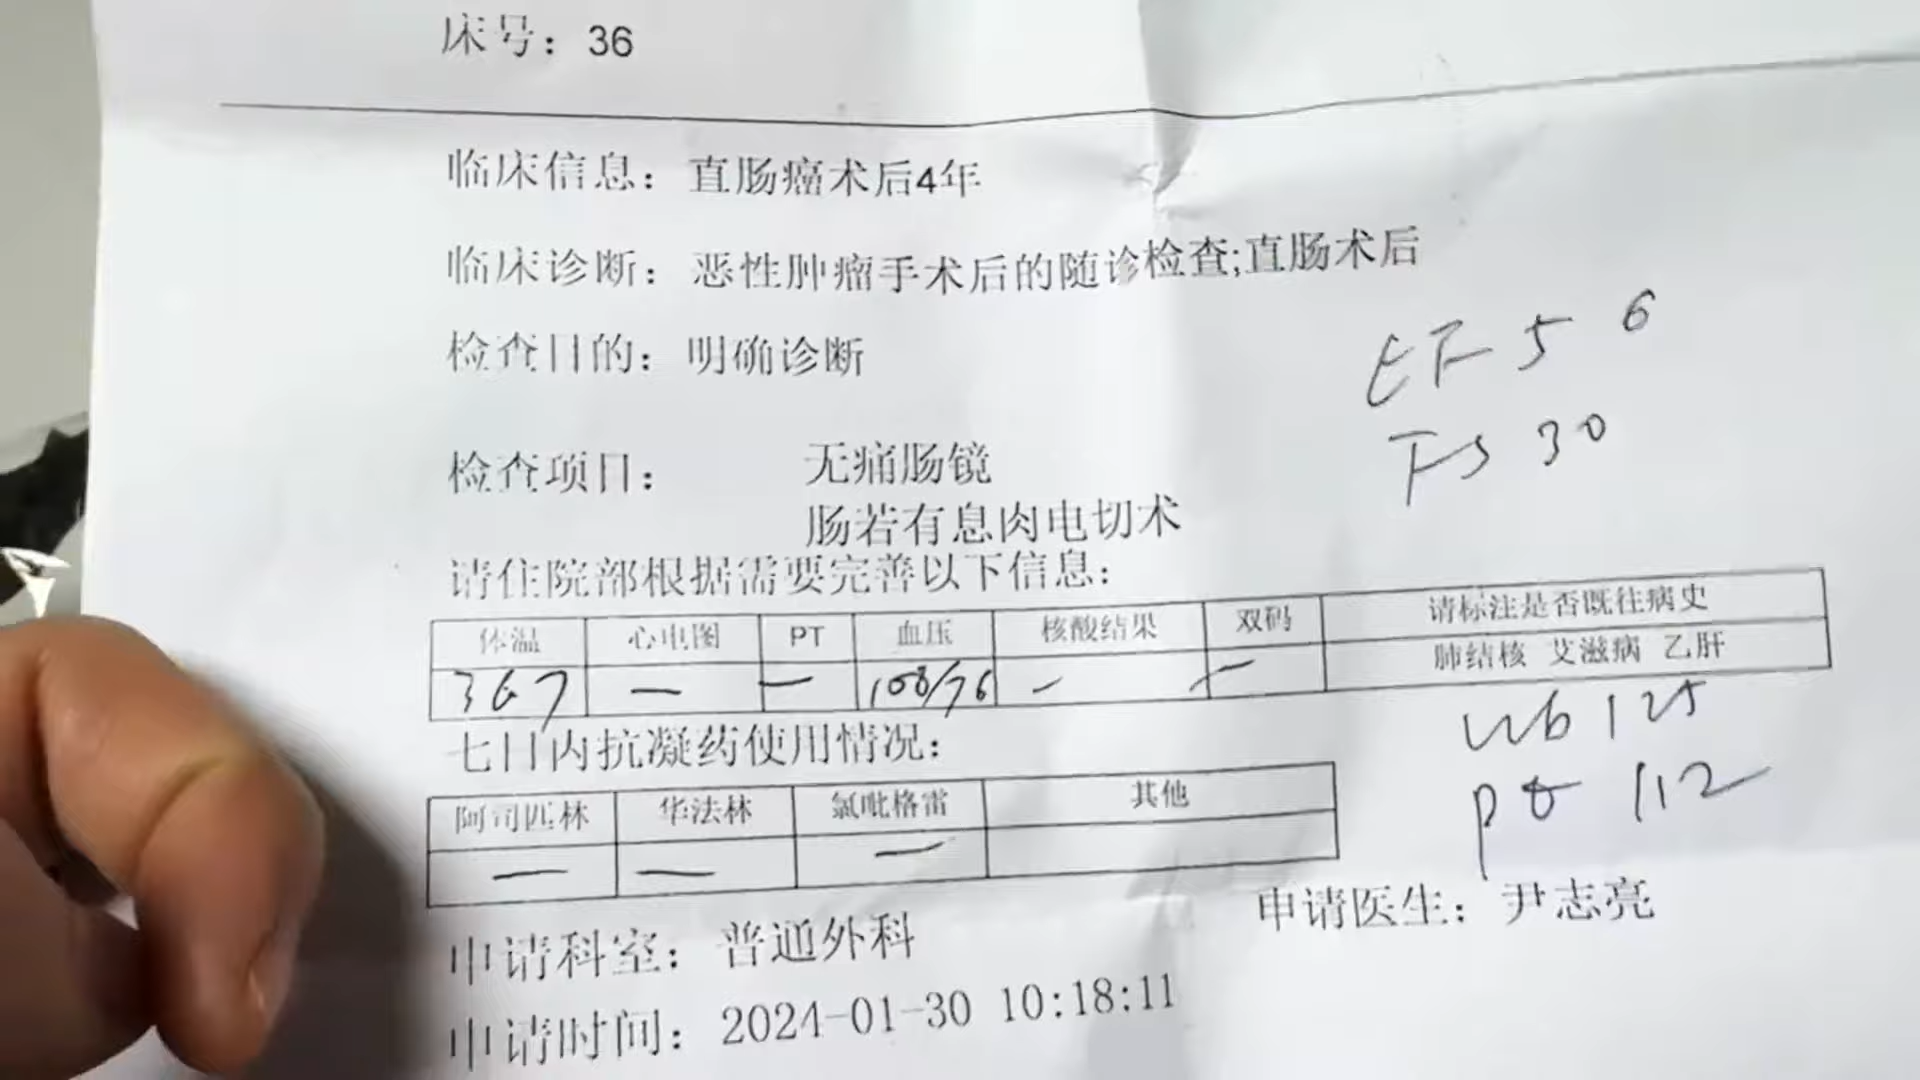 床号：36
临床信息：直肠癌术后4年
临床诊断：恶性肿瘤手术后的随诊检查;直肠术后
检查目的：明确诊断
EF 56
FS 30
检查项目：无痛肠镜
肠若有息肉电切术
请住院部根据需要完善以下信息：
体温 心电图 PT 血压 核酸结果 双码 请标注是否既往病史
367 — — 108/76 — — 肺结核 艾滋病 乙肝
125
七日内抗凝药使用情况：
112
阿司匹林 华法林 氯吡格雷 其他
— — —
申请医生：尹志亮
申请科室：普通外科
申请时间：2024-01-30 10:18:11